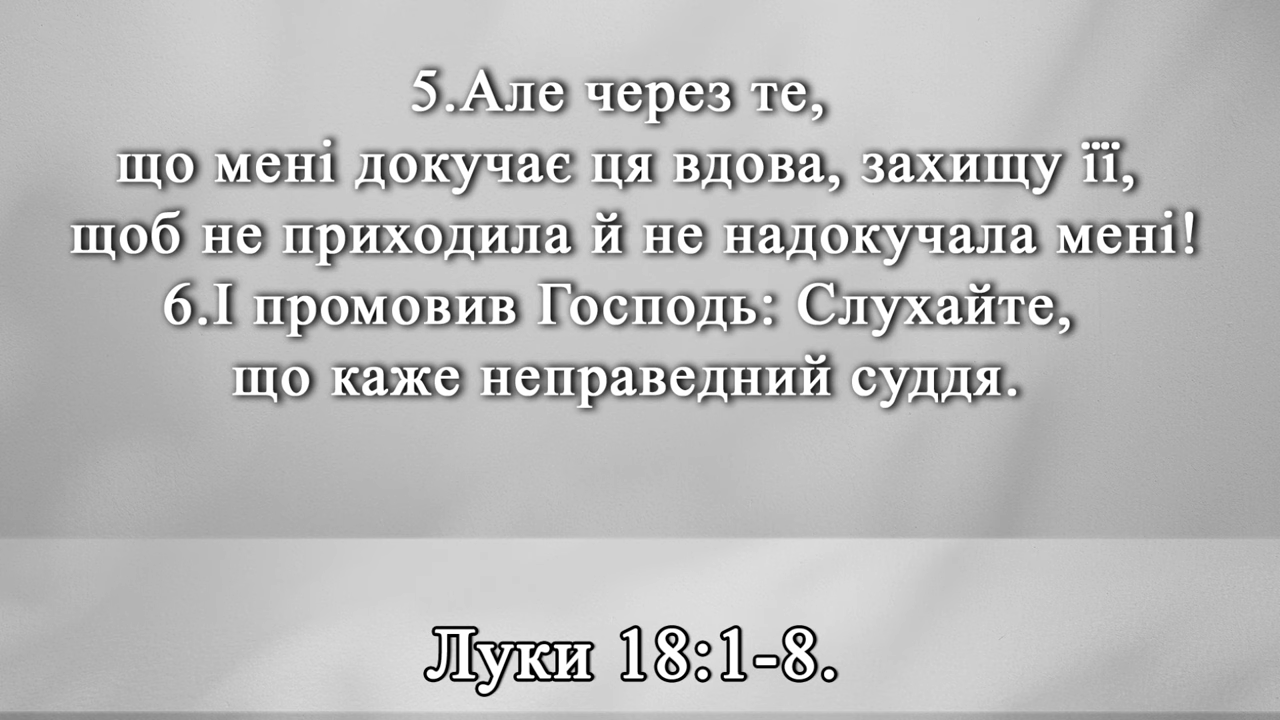 5.Але через те,
що мені докучає ця вдова, захищу її,
щоб не приходила й не надокучала мені!
6.І промовив Господь: Слухайте,
що каже неправедний суддя.
Луки 18:1-8.